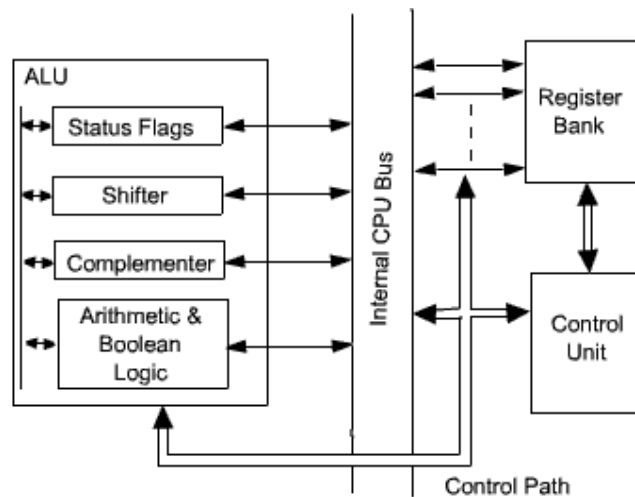 ALU
Status Flags
Shifter
Complementer
Arithmetic &
Boolean
Logic
Internal CPU Bus
Register
Bank
Control
Unit
Control Path